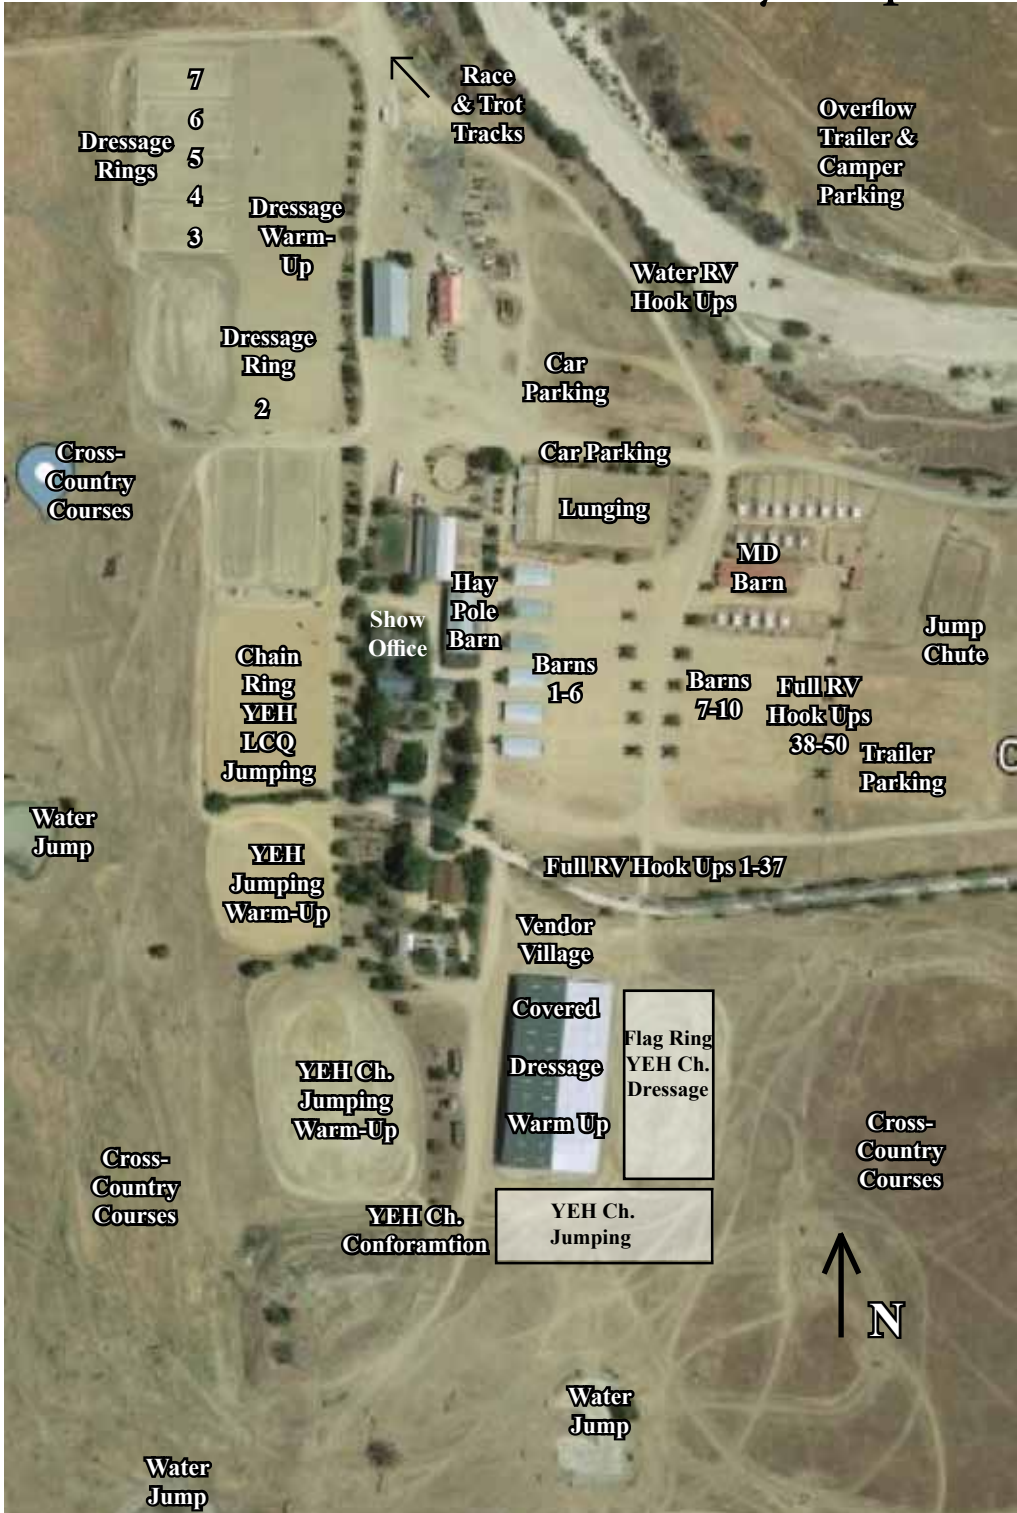 Race
& Trot
Tracks
Overflow
Trailer &
Camper
Parking
7
6
5
4
3
Dressage
Rings
Dressage
Warm-
Up
Water RV
Hook Ups
Dressage
Ring
2
Car
Parking
Cross-
Country
Courses
Car Parking
Lunging
MD
Barn
Hay
Pole
Barn
Show
Office
Jump
Chute
Chain
Ring
YEH
LCQ
Jumping
Barns
1-6
Barns
7-10
Full RV
Hook Ups
38-50
Trailer
Parking
Water
Jump
YEH
Jumping
Warm-Up
Full RV Hook Ups 1-37
Vendor
Village
Covered
Dressage
Warm Up
Flag Ring
YEH Ch.
Dressage
YEH Ch.
Jumping
Warm-Up
Cross-
Country
Courses
Cross-
Country
Courses
YEH Ch.
Conforamtion
YEH Ch.
Jumping
N
Water
Jump
Water
Jump